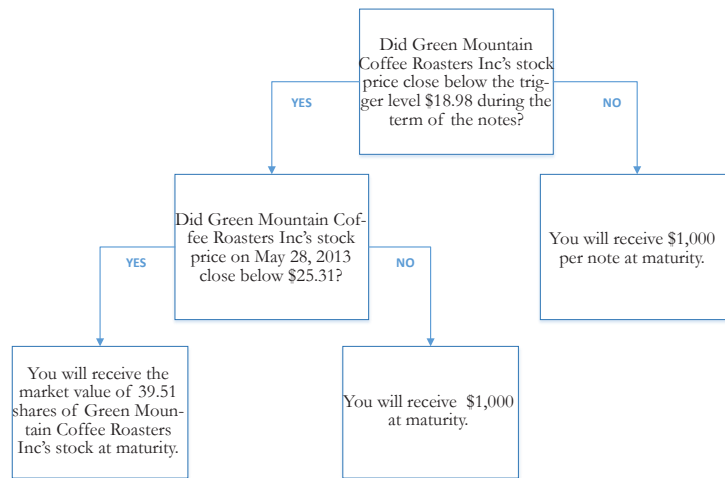 Did Green Mountain
Coffee Roasters Inc's stock
price close below the trig-
ger level $18.98 during the
term of the notes?
YES
NO
Did Green Mountain Cof-
fee Roasters Inc's stock
price on May 28, 2013
close below $25.31?
You will receive $1,000
per note at maturity.
YES
NO
You will receive the
market value of 39.51
shares of Green Moun-
tain Coffee Roasters
Inc's stock at maturity.
You will receive $1,000
at maturity.